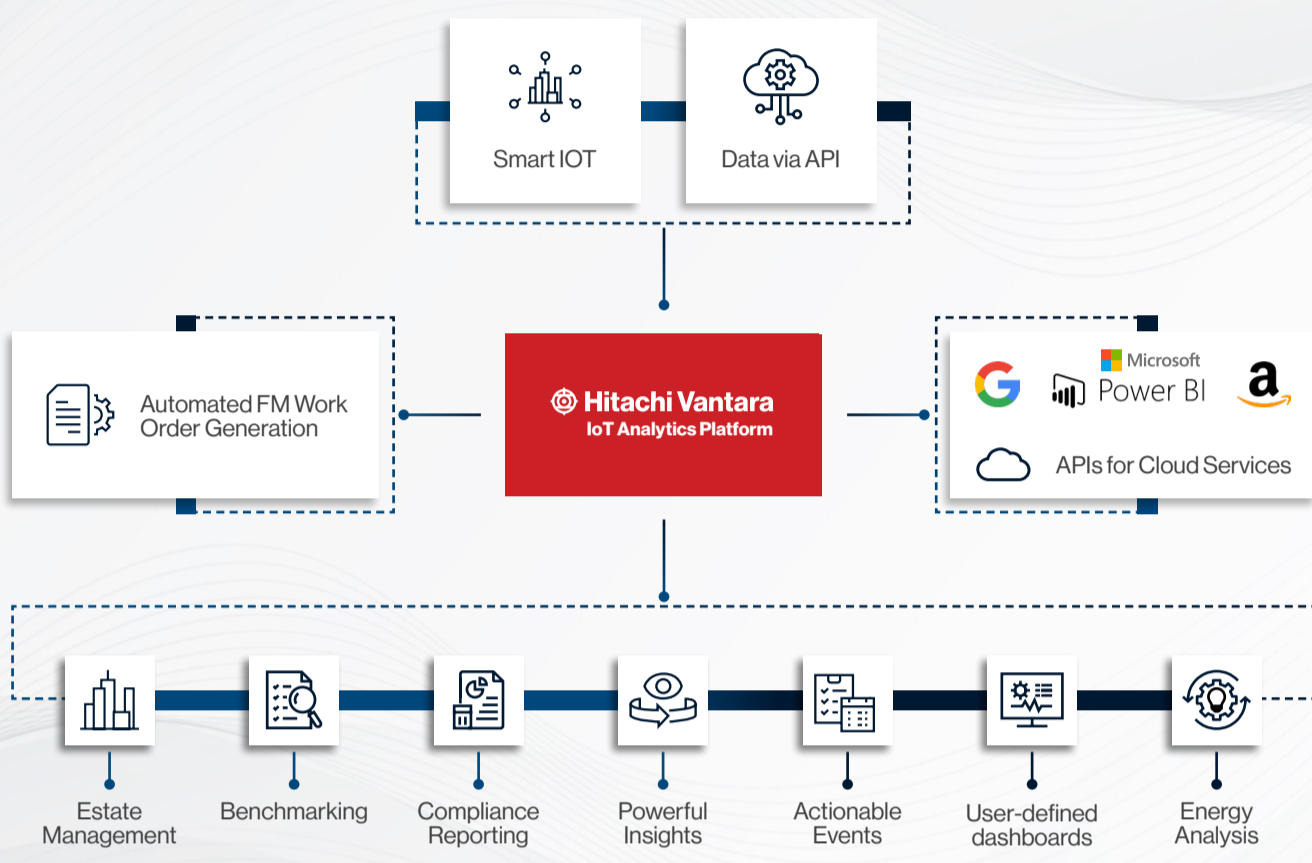 Smart IOT
Data via API
Automated FM Work
Order Generation
Hitachi Vantara
IoT Analytics Platform
Microsoft
Power BI
APIs for Cloud Services
Estate
Management
Benchmarking
Compliance
Reporting
Powerful
Insights
Actionable
Events
User-defined
dashboards
Energy
Analysis